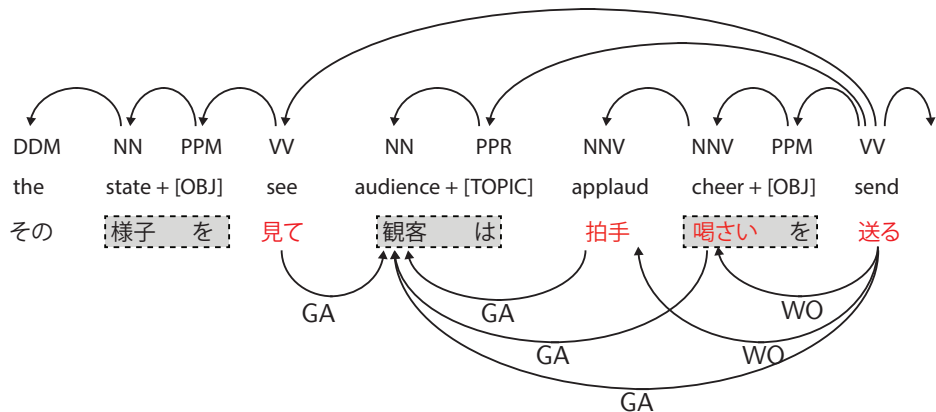 DDM NN PPM VV NN PPR NNV NNV PPM VV
the state + [OBJ] see audience + [TOPIC] applaud cheer + [OBJ] send
その 様子 を 見て 観客 は 拍手 喝さい を 送る
GA GA WO
GA WO
GA